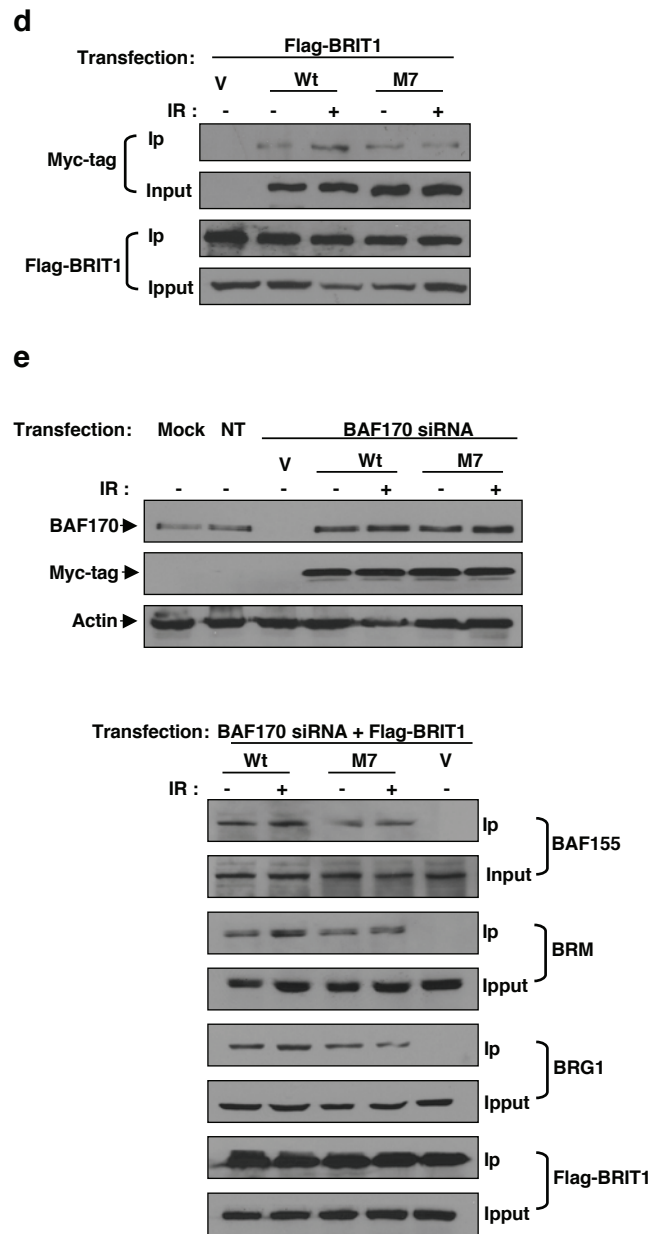 d
Flag-BRIT1
Transfection:
V Wt M7
IR : - - + - +
Ip
Myc-tag
Input
Ip
Flag-BRIT1
Ipput
e
Transfection: Mock NT BAF170 siRNA
V Wt M7
IR : - - - - + - +
BAF170
Myc-tag
Actin
Transfection: BAF170 siRNA + Flag-BRIT1
Wt M7 V
IR : - + - + -
Ip
BAF155
Input
Ip
BRM
Ipput
Ip
BRG1
Ipput
Ip
Flag-BRIT1
Ipput